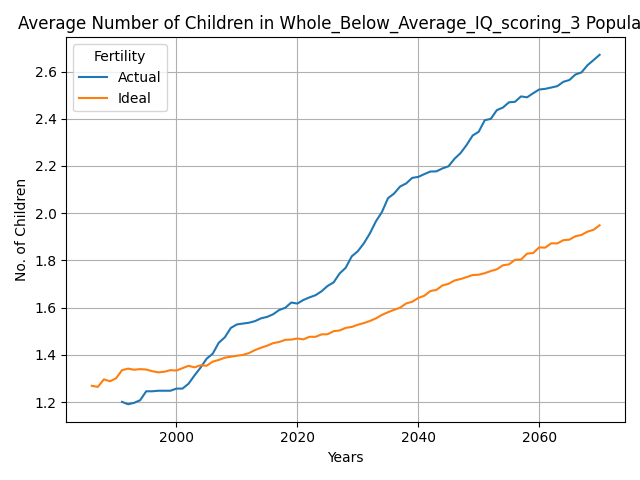 Average Number of Children in Whole_Below_Average_IQ_scoring_3 Popula
Fertility
Actual
Ideal
2.6
2.4
2.2
2.0
1.8
1.6
1.4
1.2
No. of Children
2000 2020 2040 2060
Years